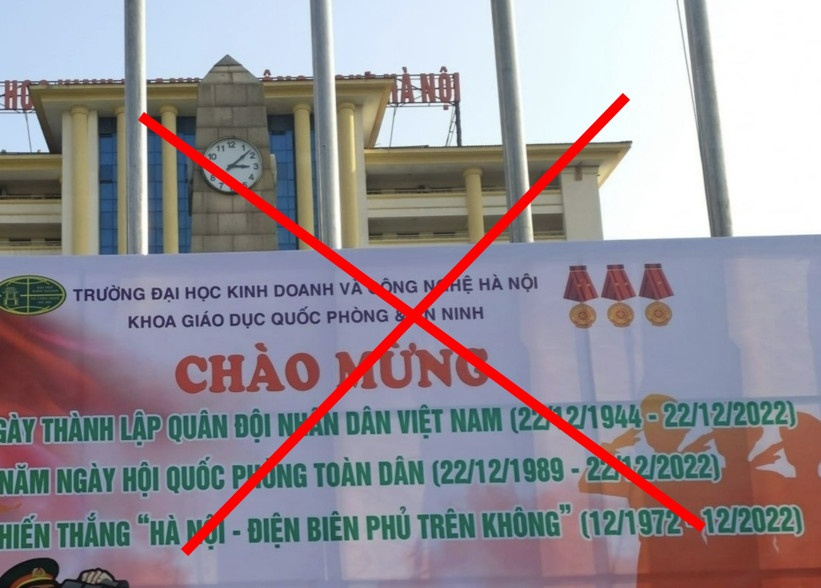 HÀ NỘI
TRƯỜNG ĐẠI HỌC KINH DOANH VÀ CÔNG NGHỆ HÀ NỘI
KHOA GIÁO DỤC QUỐC PHÒNG & AN NINH
CHÀO MỪNG
GÀY THÀNH LẬP QUÂN ĐỘI NHÂN DÂN VIỆT NAM (22/12/1944 - 22/12/2022)
NĂM NGÀY HỘI QUỐC PHÒNG TOÀN DÂN (22/12/1989 - 22/12/2022)
HIẾN THẮNG "HÀ NỘI - ĐIỆN BIÊN PHỦ TRÊN KHÔNG" (12/1972 - 12/2022)